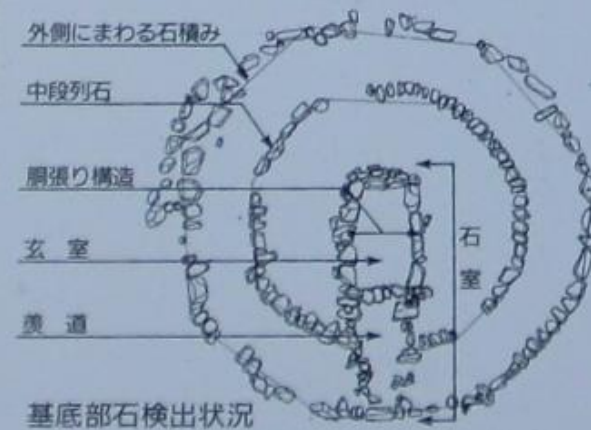 外側にまわる石積み
中段列石
胴張り構造
玄室
羨道
石室
基底部石検出状況